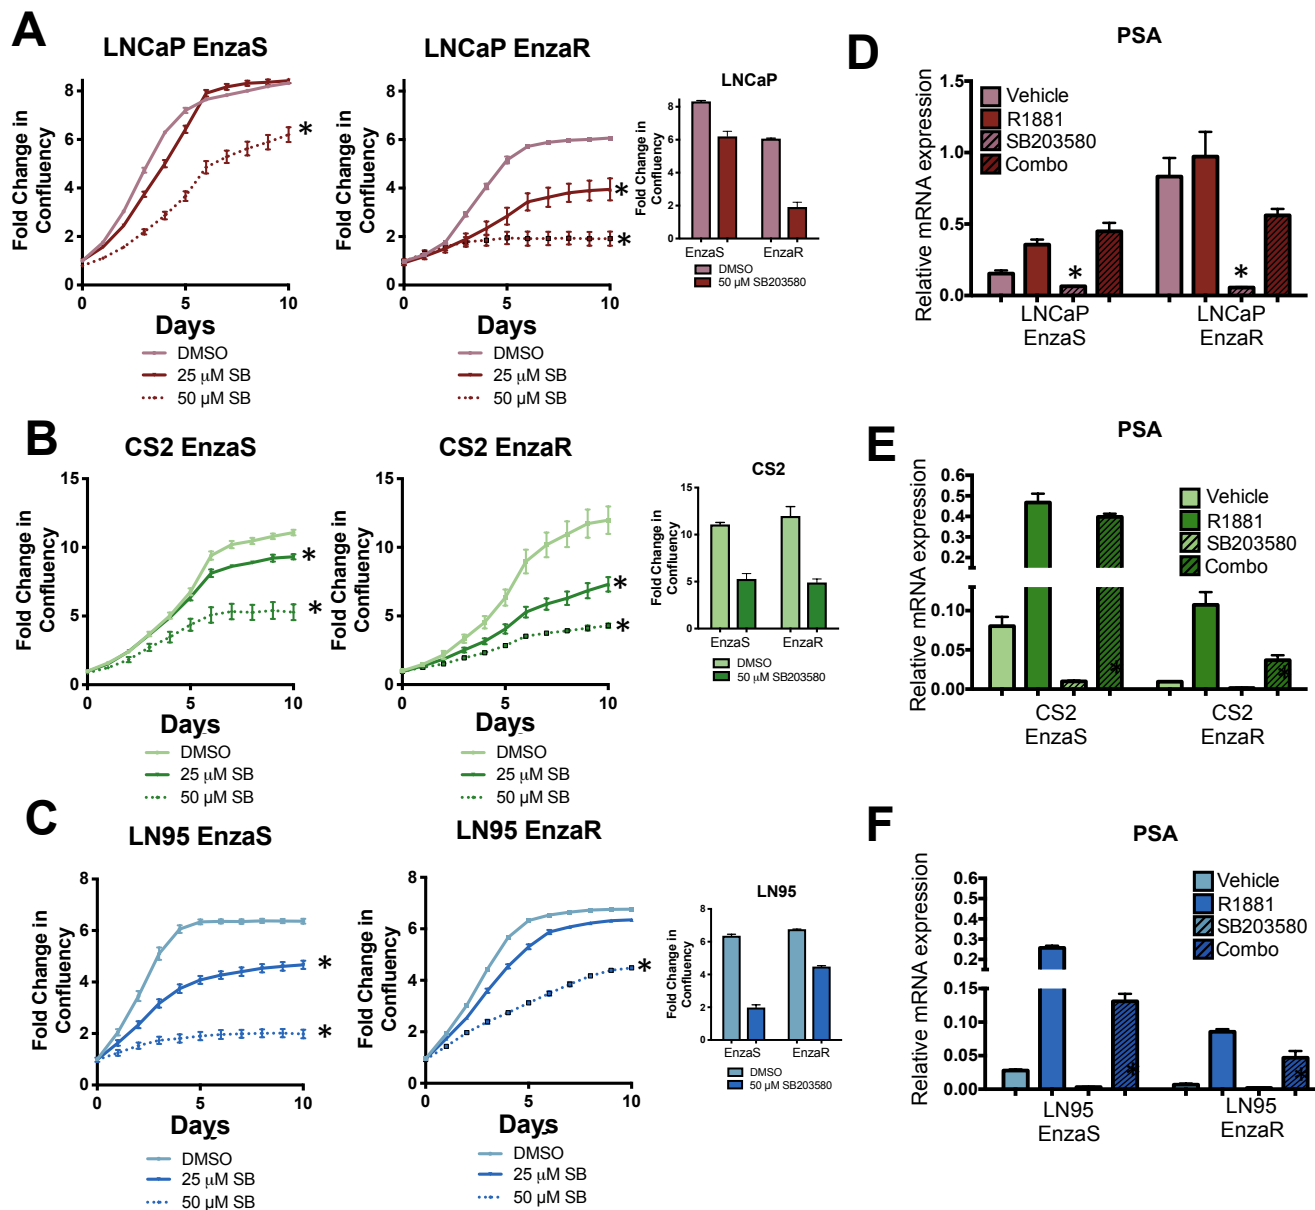 A
LNCaP EnzaS
Fold Change in
Confluency
8
6
4
2
0
0
5
10
*
Days
DMSO
25 µM SB
50 µM SB
LNCaP EnzaR
Fold Change in
Confluency
8
6
4
2
0
0
5
10
*
*
Days
DMSO
25 µM SB
50 µM SB
LNCaP
Fold Change in
Confluency
8
6
4
2
0
EnzaS
EnzaR
DMSO
50 µM SB203580
D
PSA
Relative mRNA expression
1.5
1.0
0.5
0.0
Vehicle
R1881
SB203580
Combo
*
*
LNCaP
EnzaS
LNCaP
EnzaR
B
CS2 EnzaS
Fold Change in
Confluency
15
10
5
0
0
5
10
*
*
Days
DMSO
25 µM SB
50 µM SB
CS2 EnzaR
Fold Change in
Confluency
15
10
5
0
0
5
10
*
*
Days
DMSO
25 µM SB
50 µM SB
CS2
Fold Change in
Confluency
15
10
5
0
EnzaS
EnzaR
DMSO
50 µM SB203580
E
PSA
Relative mRNA expression
0.6
0.5
0.4
0.3
0.2
0.10
0.05
0.00
Vehicle
R1881
SB203580
Combo
*
*
CS2
EnzaS
CS2
EnzaR
C
LN95 EnzaS
Fold Change in
Confluency
8
6
4
2
0
0
5
10
*
*
Days
DMSO
25 µM SB
50 µM SB
LN95 EnzaR
Fold Change in
Confluency
8
6
4
2
0
0
5
10
*
Days
DMSO
25 µM SB
50 µM SB
LN95
Fold Change in
Confluency
8
6
4
2
0
EnzaS
EnzaR
DMSO
50 µM SB203580
F
PSA
Relative mRNA expression
0.6
0.5
0.4
0.3
0.2
0.15
0.10
0.05
0.00
Vehicle
R1881
SB203580
Combo
*
*
LN95
EnzaS
LN95
EnzaR